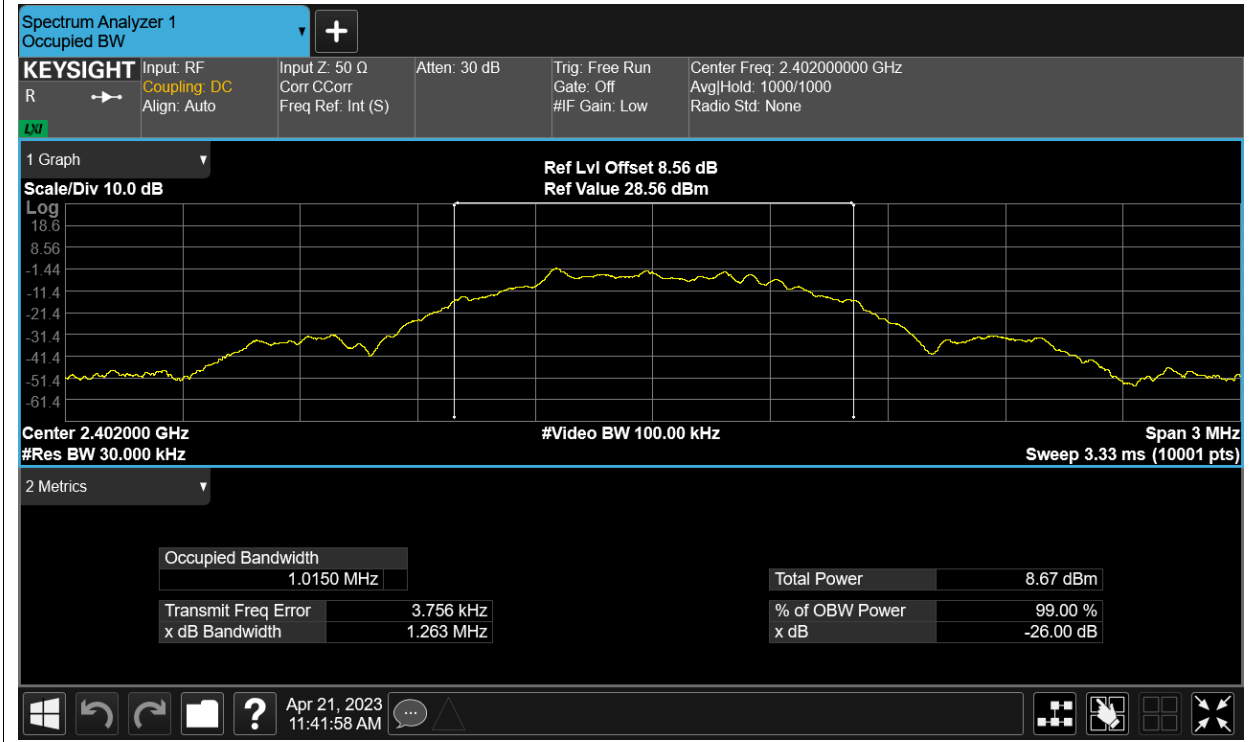 Spectrum Analyzer 1
Occupied BW
KEYSIGHT
R
LXI
Input: RF
Coupling: DC
Align: Auto
Input Z: 50 Ω
Corr CCorr
Freq Ref: Int (S)
Atten: 30 dB
Trig: Free Run
Gate: Off
#IF Gain: Low
Center Freq: 2.402000000 GHz
Avg|Hold: 1000/1000
Radio Std: None
1 Graph
Scale/Div 10.0 dB
Ref Lvl Offset 8.56 dB
Ref Value 28.56 dBm
Log
18.6
8.56
-1.44
-11.4
-21.4
-31.4
-41.4
-51.4
-61.4
Center 2.402000 GHz
#Video BW 100.00 kHz
Span 3 MHz
#Res BW 30.000 kHz
Sweep 3.33 ms (10001 pts)
2 Metrics
Occupied Bandwidth
1.0150 MHz
Transmit Freq Error 3.756 kHz
x dB Bandwidth 1.263 MHz
Total Power 8.67 dBm
% of OBW Power 99.00 %
x dB -26.00 dB
?
Apr 21, 2023
11:41:58 AM